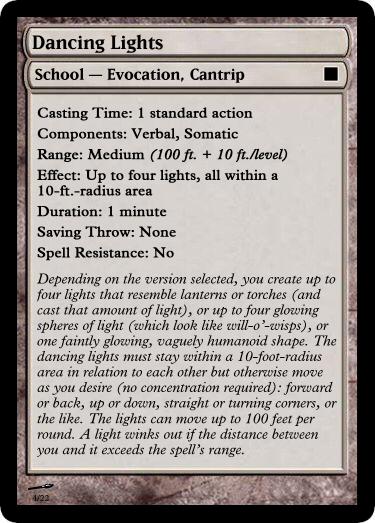 Dancing Lights
School — Evocation, Cantrip
Casting Time: 1 standard action
Components: Verbal, Somatic
Range: Medium (100 ft. + 10 ft./level)
Effect: Up to four lights, all within a
10-ft.-radius area
Duration: 1 minute
Saving Throw: None
Spell Resistance: No
Depending on the version selected, you create up to
four lights that resemble lanterns or torches (and
cast that amount of light), or up to four glowing
spheres of light (which look like will-o'-wisps), or
one faintly glowing, vaguely humanoid shape. The
dancing lights must stay within a 10-foot-radius
area in relation to each other but otherwise move
as you desire (no concentration required): forward
or back, up or down, straight or turning corners, or
the like. The lights can move up to 100 feet per
round. A light winks out if the distance between
you and it exceeds the spell's range.
4/22